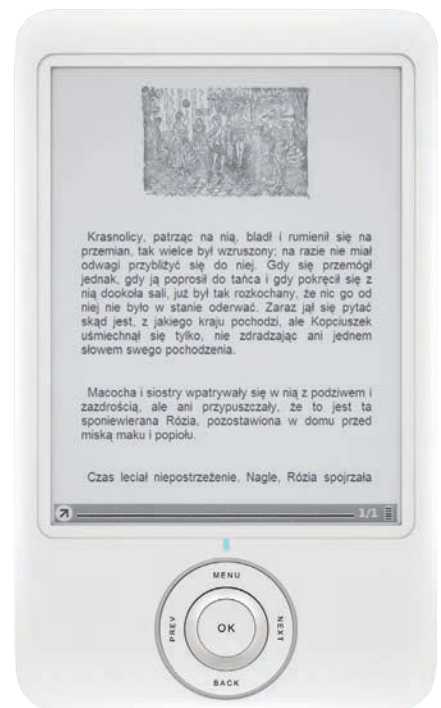 Krasnolicy, patrząc na nią, bladł i rumienił się na
przemian, tak wielce był wzruszony; na razie nie miał
odwagi przybliżyć się do niej. Gdy się przemógł
jednak, gdy ją poprosił do tańca i gdy pokręcił się z
nią dookoła sali, już był tak rozkochany, że nic go od
niej nie było w stanie oderwać. Zaraz jął się pytać
skąd jest, z jakiego kraju pochodzi, ale Kopciuszek
uśmiechnął się tylko, nie zdradzając ani jednem
słowem swego pochodzenia.
Macocha i siostry wpatrywały się w nią z podziwem i
zazdrością, ale ani przypuszczały, że to jest ta
sponiewierana Rózia, pozostawiona w domu przed
miską maku i popiołu.
Czas leciał niepostrzeżenie. Nagle, Rózia spojrzała
1/1
MENU
PREV
OK
NEXT
BACK